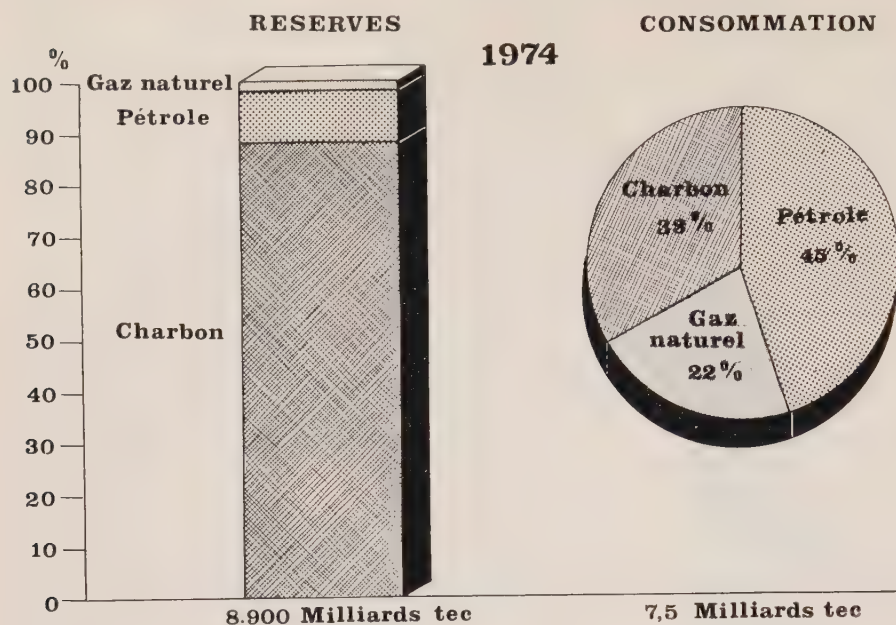 RESERVES
CONSOMMATION
1974
%
100
90
80
70
60
50
40
30
20
10
0
Gaz naturel
Pétrole
Charbon
Charbon
33%
Pétrole
45%
Gaz
naturel
22%
8.900 Milliards tec
7,5 Milliards tec